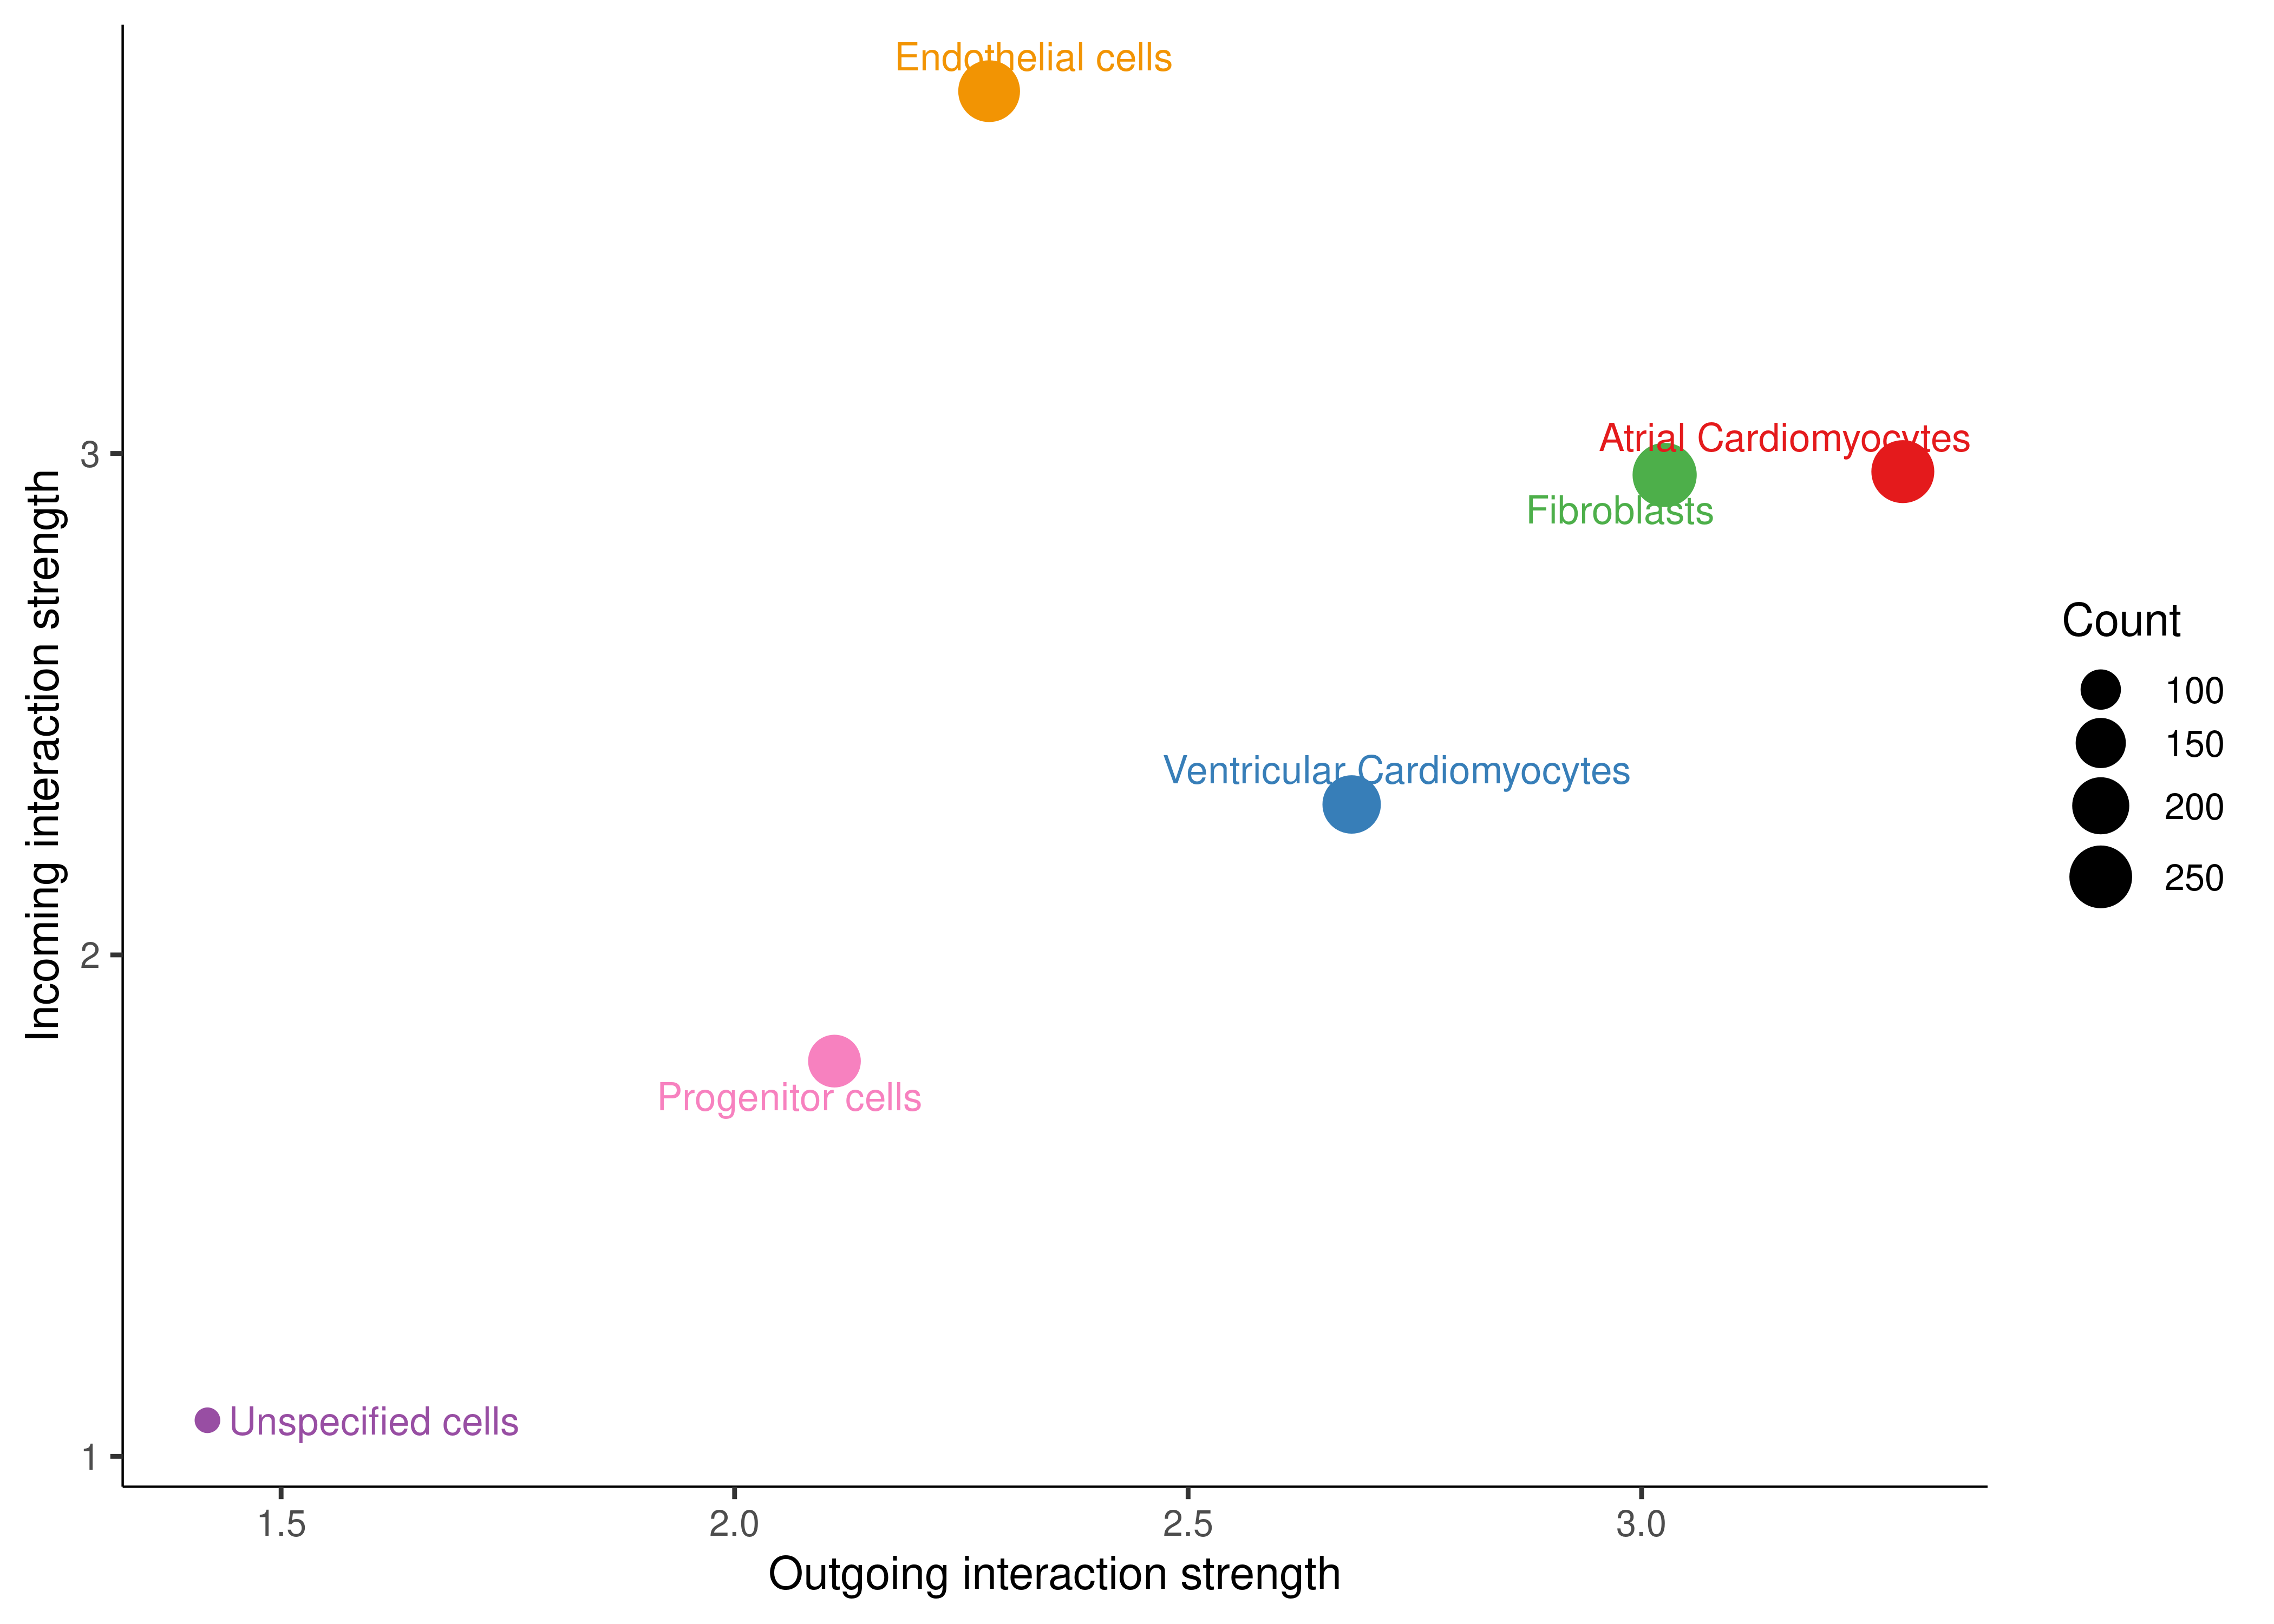 Endothelial cells
Atrial Cardiomyocytes
Fibroblasts
Ventricular Cardiomyocytes
Progenitor cells
Unspecified cells
Incoming interaction strength
3
2
1
1.5
2.0
2.5
3.0
Outgoing interaction strength
Count
100
150
200
250